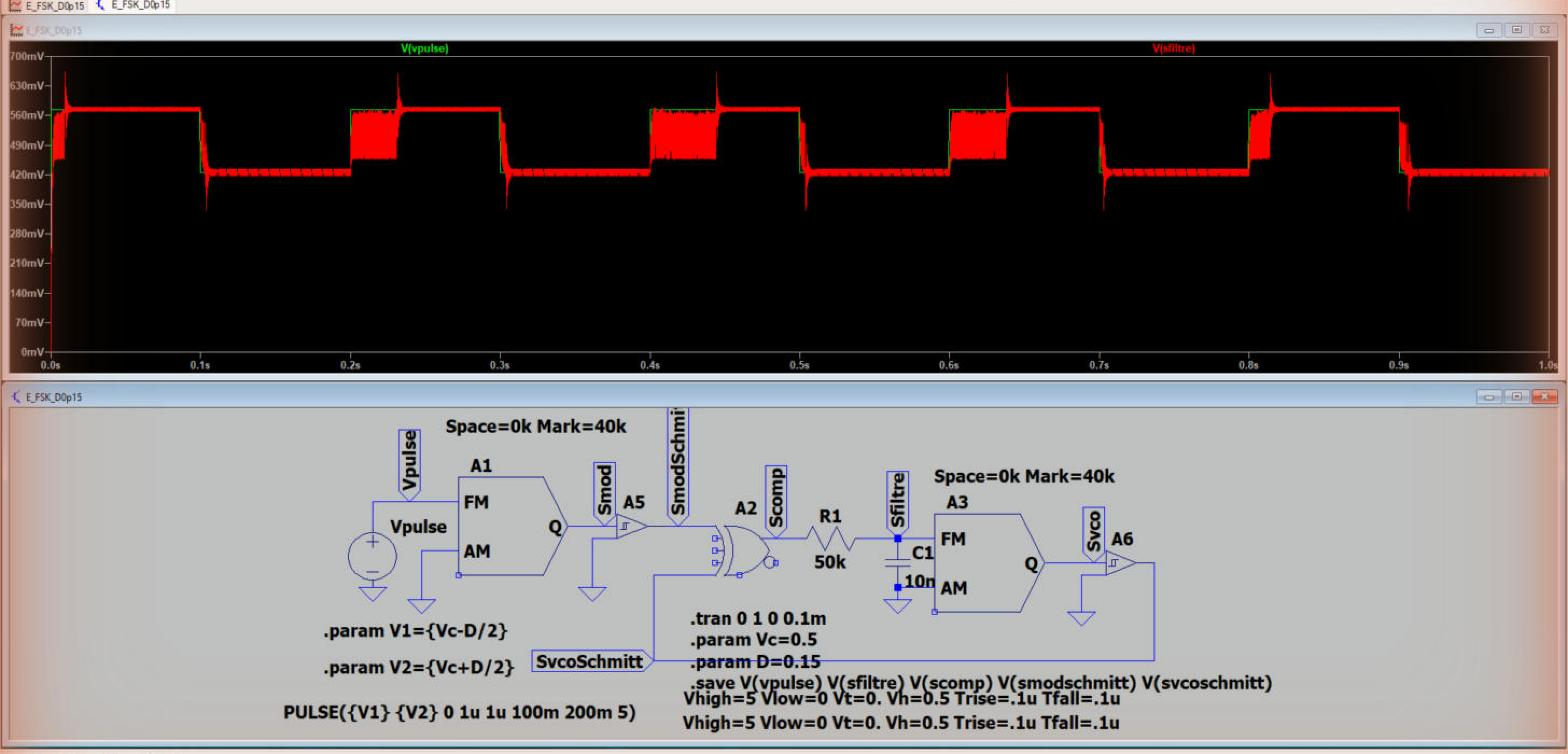 E_FSK_D0p15 E_FSK_D0p15
E_FSK_D0p15
V(vpulse) V(sfiltre)
700mV
630mV
560mV
490mV
420mV
350mV
280mV
210mV
140mV
70mV
0mV
0.0s 0.1s 0.2s 0.3s 0.4s 0.5s 0.6s 0.7s 0.8s 0.9s 1.0s
E_FSK_D0p15
Space=0k Mark=40k
Vpulse
A1
FM
AM
Q
Vpulse
Smod
A5
SmodSchmi
A2
Scomp
R1
50k
Sfiltre
C1
10n
Space=0k Mark=40k
A3
FM
AM
Q
Svco
A6
.param V1={Vc-D/2}
.param V2={Vc+D/2}
SvcoSchmitt
PULSE({V1} {V2} 0 1u 1u 100m 200m 5)
.tran 0 1 0 0.1m
.param Vc=0.5
.param D=0.15
.save V(vpulse) V(sfiltre) V(scomp) V(smodschmitt) V(svcoschmitt)
Vhigh=5 Vlow=0 Vt=0. Vh=0.5 Trise=.1u Tfall=.1u
Vhigh=5 Vlow=0 Vt=0. Vh=0.5 Trise=.1u Tfall=.1u